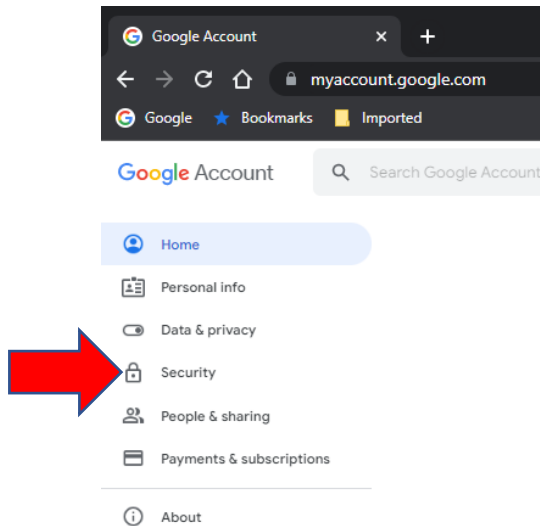 Google Account
myaccount.google.com
Google Bookmarks Imported
Google Account Search Google Account
Home
Personal info
Data & privacy
Security
People & sharing
Payments & subscriptions
About